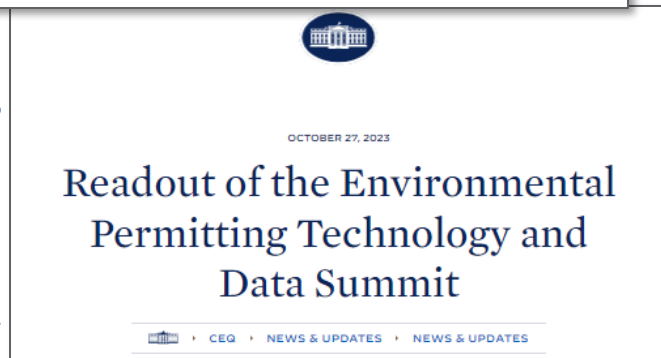 OCTOBER 27, 2023
Readout of the Environmental
Permitting Technology and
Data Summit
CEQ › NEWS & UPDATES › NEWS & UPDATES